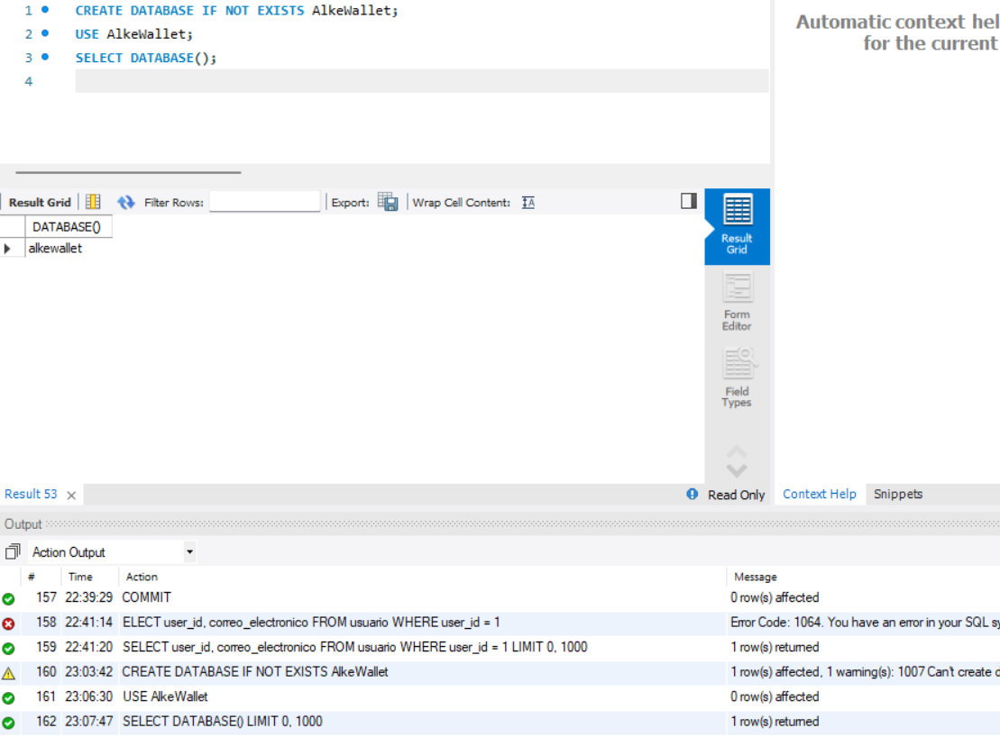 1 CREATE DATABASE IF NOT EXISTS AlkeWallet;
2 USE AlkeWallet;
3 SELECT DATABASE();
4
Automatic context hel
for the current
Result Grid Filter Rows: Export: Wrap Cell Content: IA
DATABASE()
alkewallet
Result
Grid
Form
Editor
Field
Types
Result 53 Read Only Context Help Snippets
Output
Action Output
# Time Action Message
157 22:39:29 COMMIT 0 row(s) affected
158 22:41:14 ELECT user_id, correo_electronico FROM usuario WHERE user_id = 1 Error Code: 1064. You have an error in your SQL sy
159 22:41:20 SELECT user_id, correo_electronico FROM usuario WHERE user_id = 1 LIMIT 0, 1000 1 row(s) returned
160 23:03:42 CREATE DATABASE IF NOT EXISTS AlkeWallet 1 row(s) affected, 1 warning(s): 1007 Can't create d
161 23:06:30 USE AlkeWallet 0 row(s) affected
162 23:07:47 SELECT DATABASE() LIMIT 0, 1000 1 row(s) returned